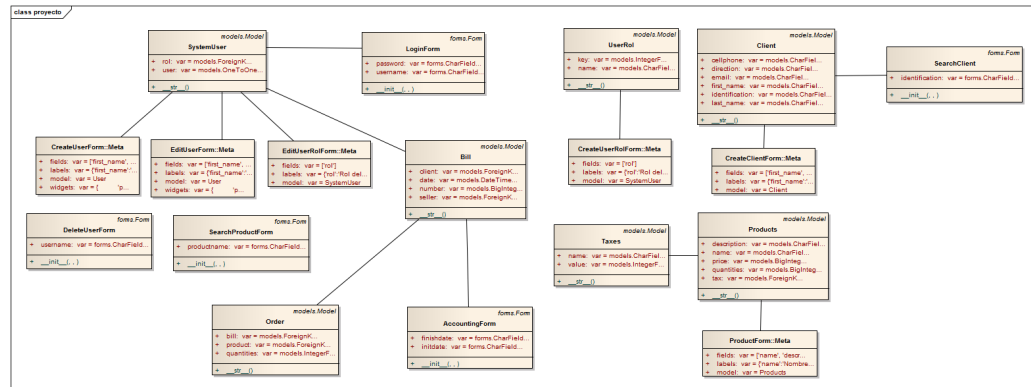 class proyecto
models.Model
SystemUser
+ rol: var = models.ForeignK...
+ user: var = models.OneToOne...
+ __str__()
forms.Form
LoginForm
+ password: var = forms.CharField...
+ username: var = forms.CharField...
+ __init__(, , )
models.Model
UserRol
+ key: var = models.IntegerF...
+ name: var = models.CharFiel...
+ __str__()
models.Model
Client
+ cellphone: var = models.CharFiel...
+ direction: var = models.CharFiel...
+ email: var = models.CharFiel...
+ first_name: var = models.CharFiel...
+ identification: var = models.CharFiel...
+ last_name: var = models.CharFiel...
+ __str__()
forms.Form
SearchClient
+ identification: var = forms.CharField...
+ __init__(, , )
CreateUserForm::Meta
+ fields: var = ['first_name', ...
+ labels: var = {'first_name':'...
+ model: var = User
+ widgets: var = { 'p...
EditUserForm::Meta
+ fields: var = ['first_name', ...
+ labels: var = {'first_name':'...
+ model: var = User
+ widgets: var = { 'p...
EditUserRolForm::Meta
+ fields: var = ['rol']
+ labels: var = {'rol':'Rol del...
+ model: var = SystemUser
models.Model
Bill
+ client: var = models.ForeignK...
+ date: var = models.DateTime...
+ number: var = models.BigInteg...
+ seller: var = models.ForeignK...
+ __str__()
CreateUserRolForm::Meta
+ fields: var = ['rol']
+ labels: var = {'rol':'Rol del...
+ model: var = SystemUser
CreateClientForm::Meta
+ fields: var = ['first_name', ...
+ labels: var = {'first_name':'...
+ model: var = Client
forms.Form
DeleteUserForm
+ username: var = forms.CharField...
+ __init__(, , )
forms.Form
SearchProductForm
+ productname: var = forms.CharField...
+ __init__(, , )
models.Model
Taxes
+ name: var = models.CharFiel...
+ value: var = models.IntegerF...
+ __str__()
models.Model
Products
+ description: var = models.CharFiel...
+ name: var = models.CharFiel...
+ price: var = models.BigInteg...
+ quantities: var = models.BigInteg...
+ tax: var = models.ForeignK...
+ __str__()
models.Model
Order
+ bill: var = models.ForeignK...
+ product: var = models.ForeignK...
+ quantities: var = models.IntegerF...
+ __str__()
forms.Form
AccountingForm
+ finishdate: var = forms.CharField...
+ initdate: var = forms.CharField...
+ __init__(, , )
ProductForm::Meta
+ fields: var = ['name', 'descr...
+ labels: var = {'name':'Nombre...
+ model: var = Products